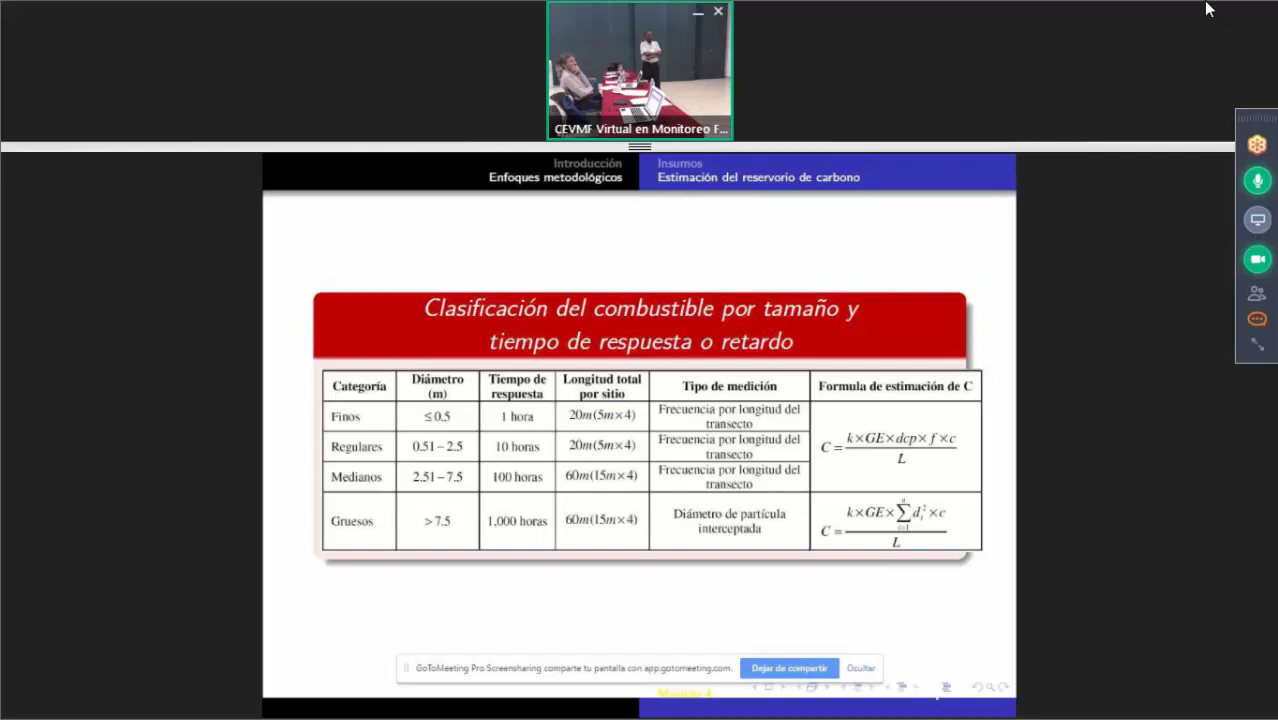 CEVMF Virtual en Monitoreo F...
Introducción
Enfoques metodológicos
Insumos
Estimación del reservorio de carbono
Clasificación del combustible por tamaño y
tiempo de respuesta o retardo
Categoría Diámetro (m) Tiempo de respuesta Longitud total por sitio Tipo de medición Formula de estimación de C
Finos ≤0.5 1 hora 20m(5m×4) Frecuencia por longitud del transecto
Regulares 0.51−2.5 10 horas 20m(5m×4) Frecuencia por longitud del transecto
Medianos 2.51−7.5 100 horas 60m(15m×4) Frecuencia por longitud del transecto
C = k×GE×dcp×f×c / L
Gruesos >7.5 1,000 horas 60m(15m×4) Diámetro de partícula interceptada
C = k×GE×∑ d_i^2 ×c / L
GoToMeeting Pro Screensharing comparte tu pantalla con app.gotomeeting.com. Dejar de compartir Ocultar